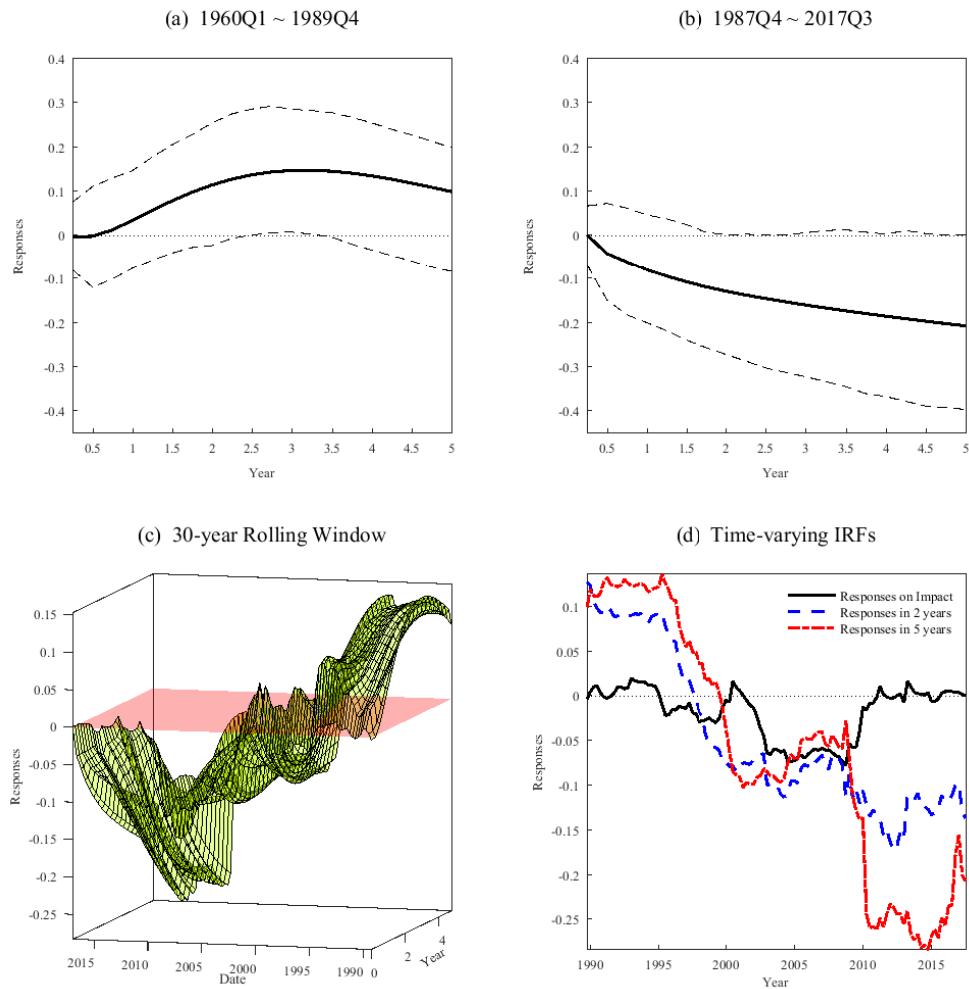 (a) 1960Q1 ~ 1989Q4
0.4
0.3
0.2
0.1
0
-0.1
-0.2
-0.3
-0.4
Responses
0.5 1 1.5 2 2.5 3 3.5 4 4.5 5
Year
(b) 1987Q4 ~ 2017Q3
0.4
0.3
0.2
0.1
0
-0.1
-0.2
-0.3
-0.4
Responses
0.5 1 1.5 2 2.5 3 3.5 4 4.5 5
Year
(c) 30-year Rolling Window
0.15
0.1
0.05
0
-0.05
-0.1
-0.15
-0.2
-0.25
Responses
2015 2010 2005 2000 1995 1990
Date
0 2 4
Year
(d) Time-varying IRFs
Responses on Impact
Responses in 2 years
Responses in 5 years
0.1
0.05
0
-0.05
-0.1
-0.15
-0.2
-0.25
Responses
1990 1995 2000 2005 2010 2015
Year